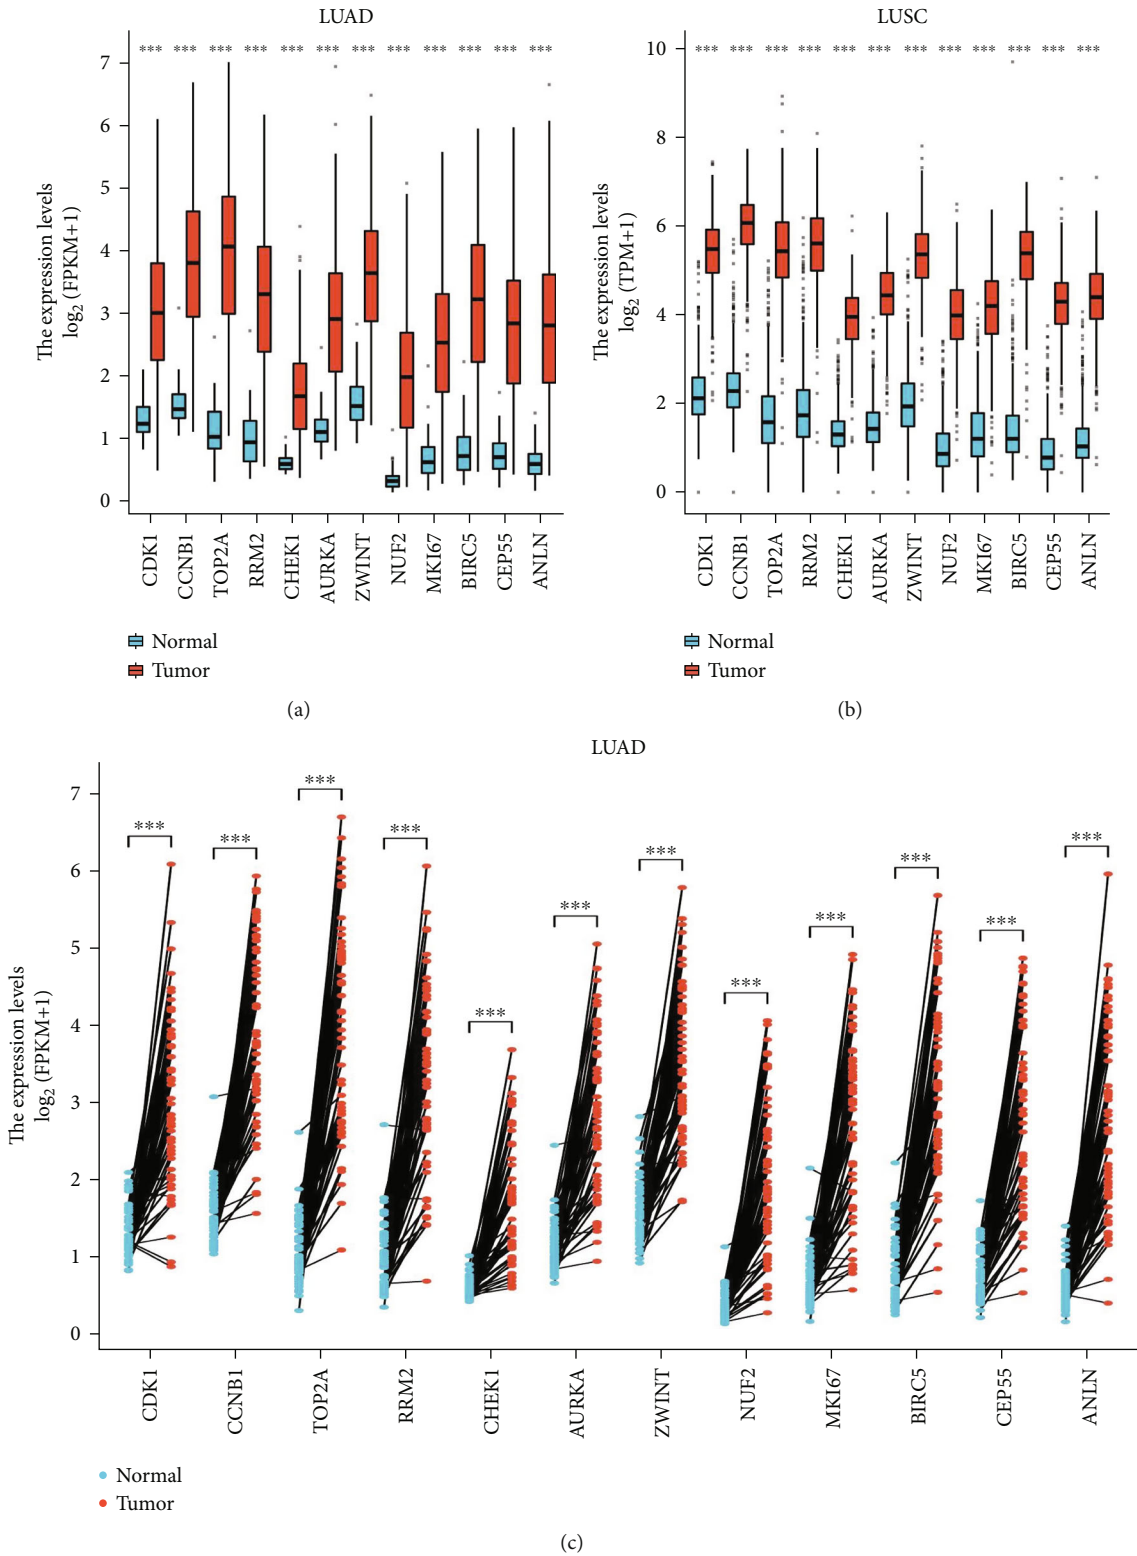 LUAD
*** *** *** *** *** *** *** *** *** *** *** ***
7
6
5
4
3
2
1
0
The expression levels
log2 (FPKM+1)
CDK1
CCNB1
TOP2A
RRM2
CHEK1
AURKA
ZWINT
NUF2
MKI67
BIRC5
CEP55
ANLN
Normal
Tumor
(a)
LUSC
*** *** *** *** *** *** *** *** *** *** *** ***
10
8
6
4
2
0
The expression levels
log2 (TPM+1)
CDK1
CCNB1
TOP2A
RRM2
CHEK1
AURKA
ZWINT
NUF2
MKI67
BIRC5
CEP55
ANLN
Normal
Tumor
(b)
LUAD
*** *** *** *** *** *** *** *** *** *** *** ***
7
6
5
4
3
2
1
0
The expression levels
log2 (FPKM+1)
CDK1
CCNB1
TOP2A
RRM2
CHEK1
AURKA
ZWINT
NUF2
MKI67
BIRC5
CEP55
ANLN
Normal
Tumor
(c)